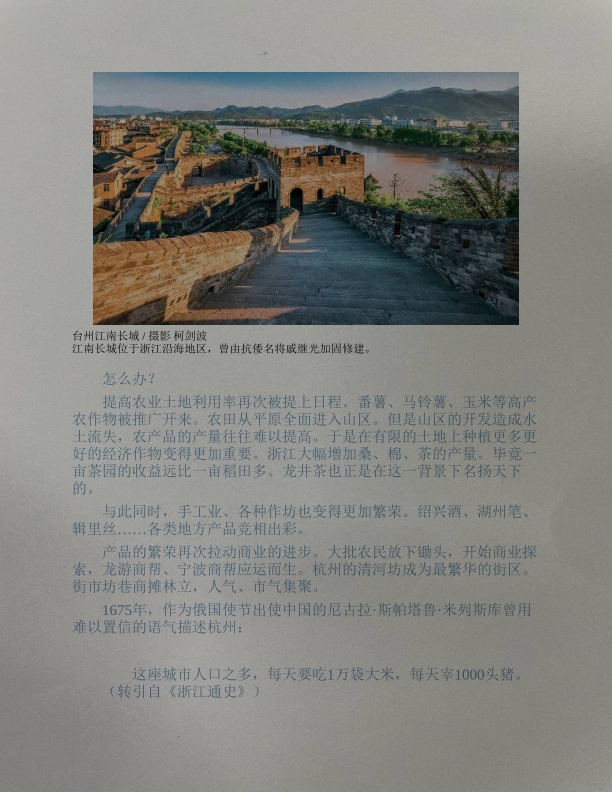 台州江南长城 / 摄影 柯剑波
江南长城位于浙江沿海地区，曾由抗倭名将戚继光加固修建。
怎么办？
提高农业土地利用率再次被提上日程。番薯、马铃薯、玉米等高产
农作物被推广开来。农田从平原全面进入山区。但是山区的开发造成水
土流失，农产品的产量往往难以提高。于是在有限的土地上种植更多更
好的经济作物变得更加重要。浙江大幅增加桑、棉、茶的产量。毕竟一
亩茶园的收益远比一亩稻田多。龙井茶也正是在这一背景下名扬天下
的。
与此同时，手工业、各种作坊也变得更加繁荣。绍兴酒、湖州笔、
辑里丝……各类地方产品竞相出彩。
产品的繁荣再次拉动商业的进步。大批农民放下锄头，开始商业探
索，龙游商帮、宁波商帮应运而生。杭州的清河坊成为最繁华的街区。
街市坊巷商摊林立，人气、市气集聚。
1675年，作为俄国使节出使中国的尼古拉·斯帕塔鲁·米列斯库曾用
难以置信的语气描述杭州：
这座城市人口之多，每天要吃1万袋大米，每天宰1000头猪。
（转引自《浙江通史》）